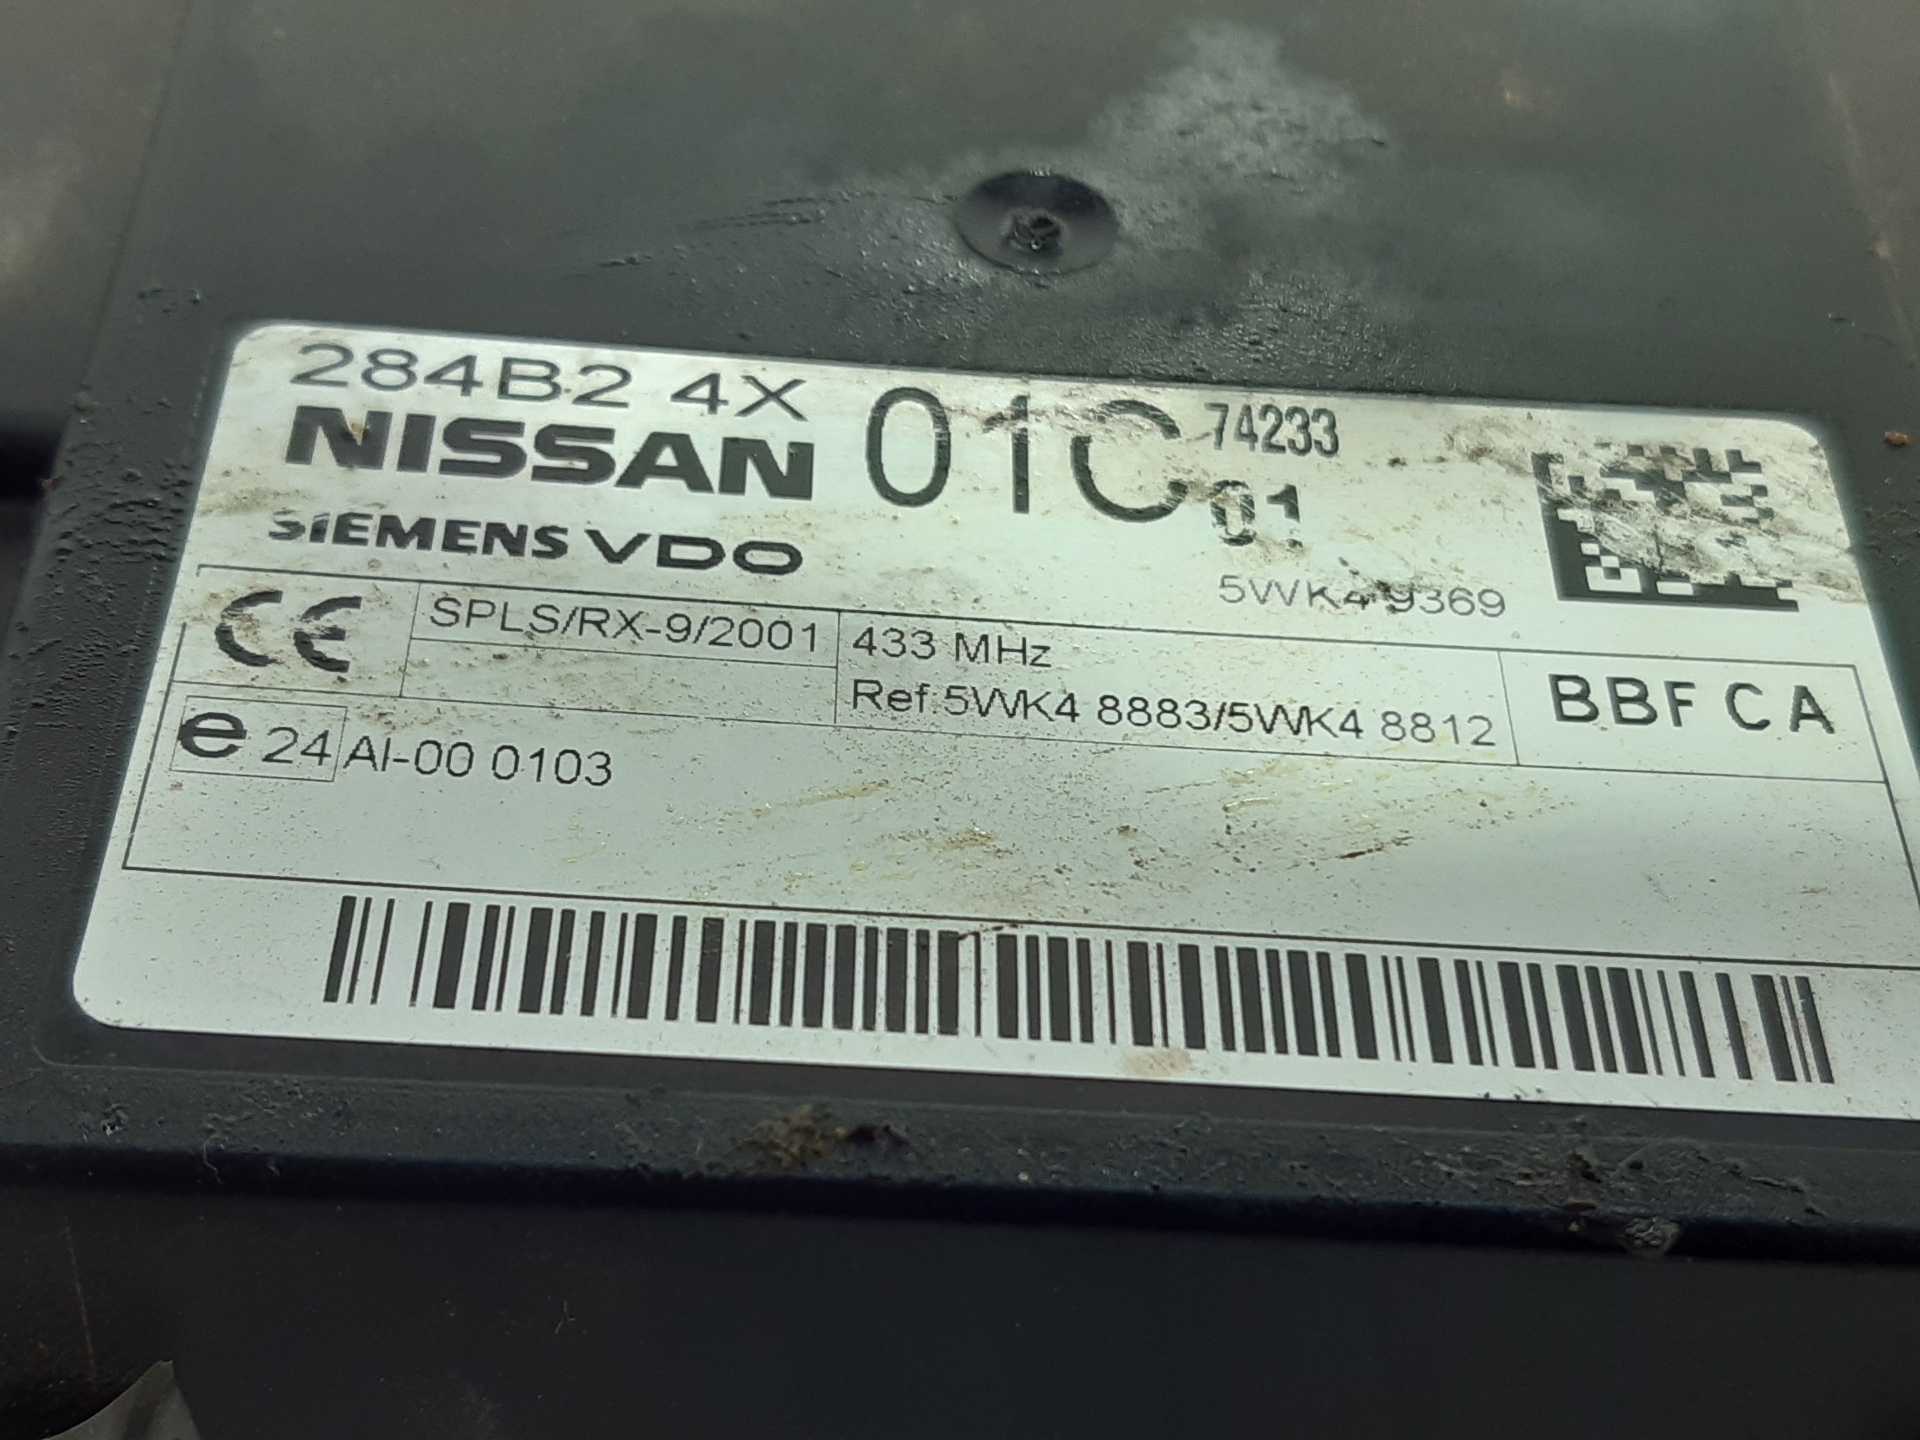 284B2 4X 01C 74233
NISSAN
01
SIEMENS VDO
5WK4 9369
CE SPLS/RX-9/2001 433 MHz
Ref 5WK4 8883/5WK4 8812 BBF CA
e 24 AI-00 0103